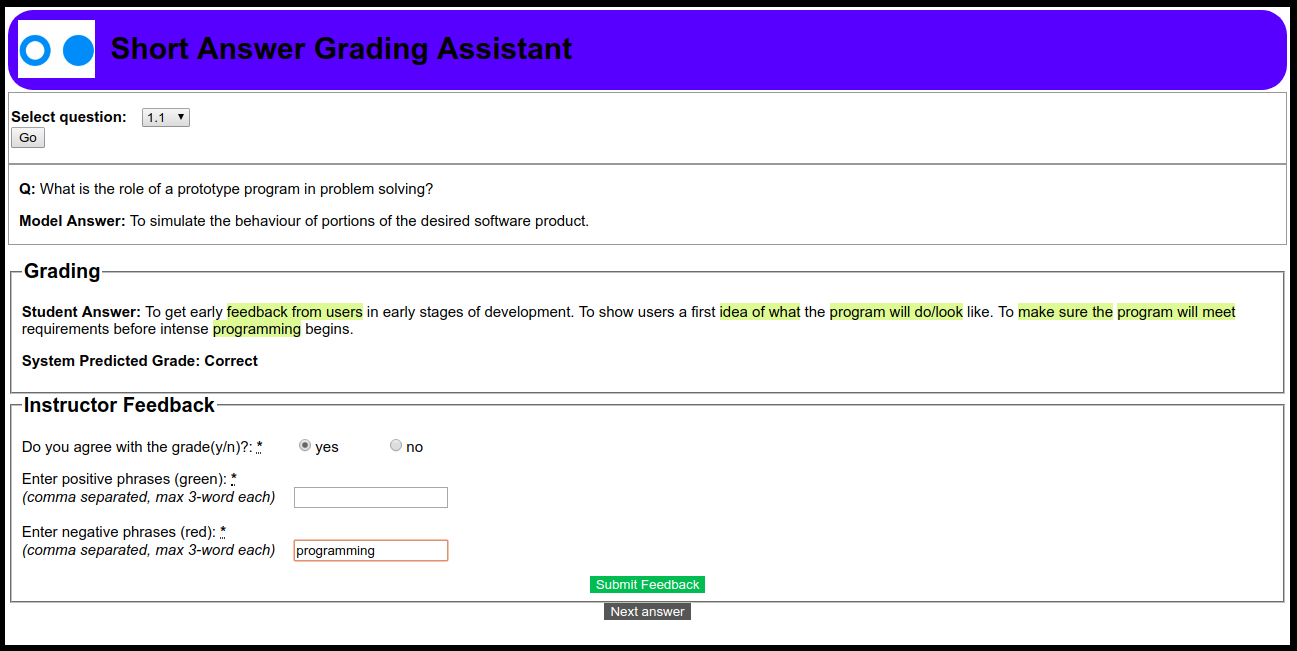 Short Answer Grading Assistant
Select question: 1.1
Go
Q: What is the role of a prototype program in problem solving?
Model Answer: To simulate the behaviour of portions of the desired software product.
Grading
Student Answer: To get early feedback from users in early stages of development. To show users a first idea of what the program will do/look like. To make sure the program will meet
requirements before intense programming begins.
System Predicted Grade: Correct
Instructor Feedback
Do you agree with the grade(y/n)?: * yes no
Enter positive phrases (green): *
(comma separated, max 3-word each)
Enter negative phrases (red): *
(comma separated, max 3-word each) programming
Submit Feedback
Next answer